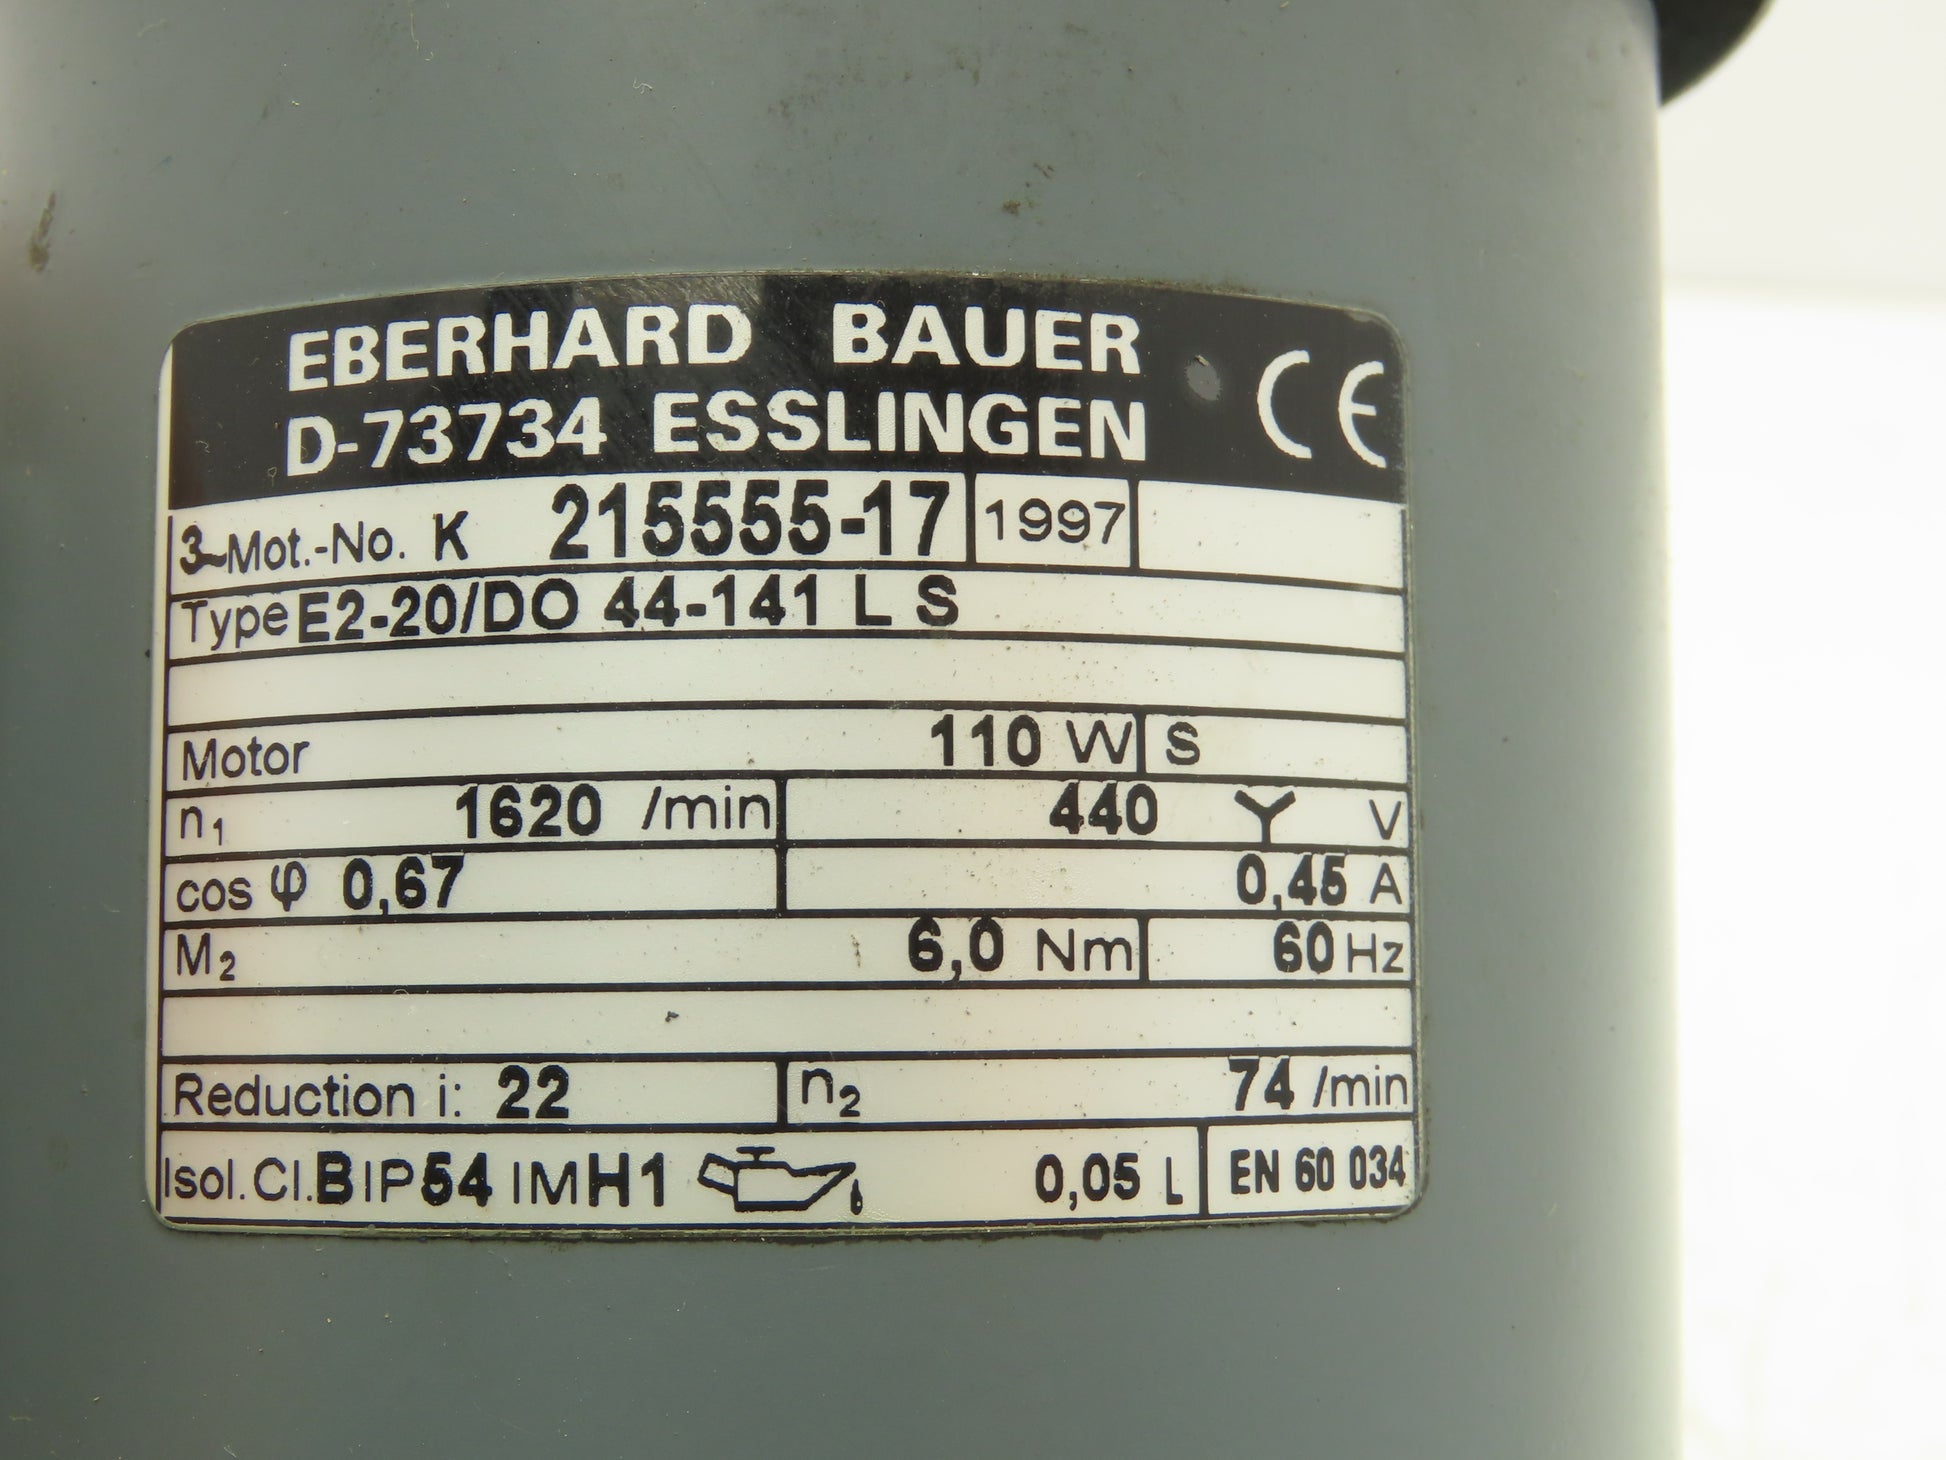 EBERHARD BAUER
D-73734 ESSLINGEN CE
3~Mot.-No. K 215555-17 1997
Type E2-20/DO 44-141 L S
Motor 110 W S
n₁ 1620 /min 440 Y V
cos φ 0,67 0,45 A
M₂ 6,0 Nm 60 Hz
Reduction i: 22 n₂ 74 /min
Isol.Cl.B IP54 IMH1 0,05 L EN 60 034